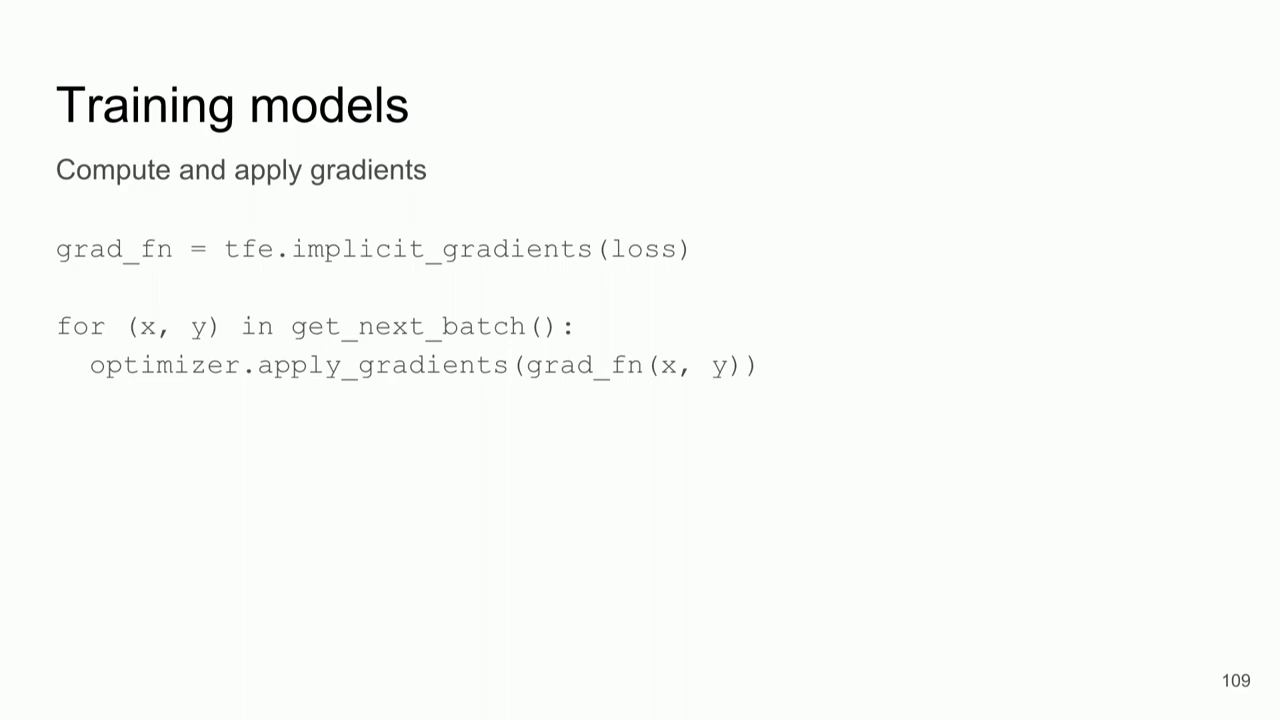 Training models
Compute and apply gradients
grad_fn = tfe.implicit_gradients(loss)
for (x, y) in get_next_batch():
  optimizer.apply_gradients(grad_fn(x, y))
109